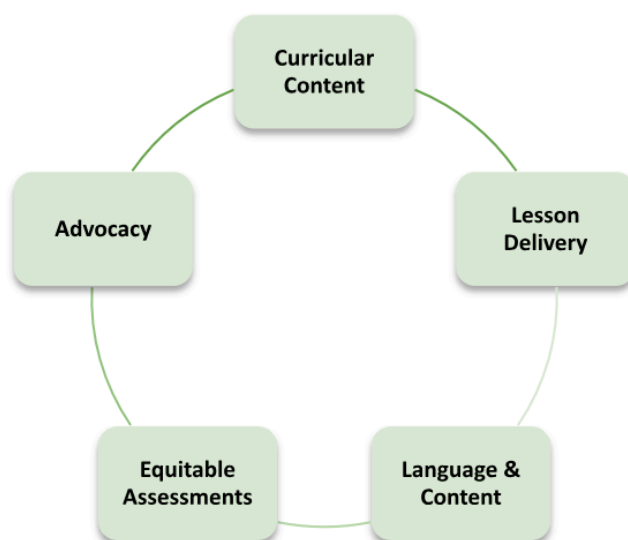 Curricular
Content
Lesson
Delivery
Language &
Content
Equitable
Assessments
Advocacy